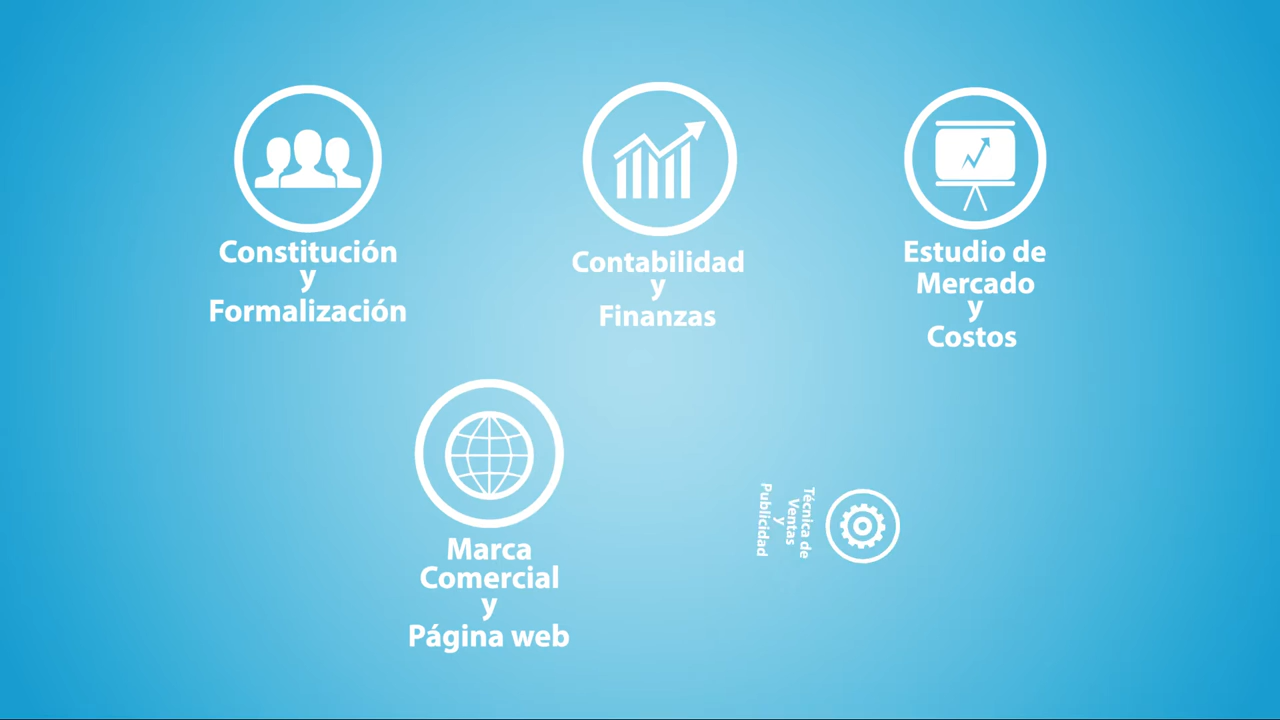 Constitución
y
Formalización
Contabilidad
y
Finanzas
Estudio de
Mercado
y
Costos
Marca
Comercial
y
Página web
Técnica de
Ventas
y
Publicidad